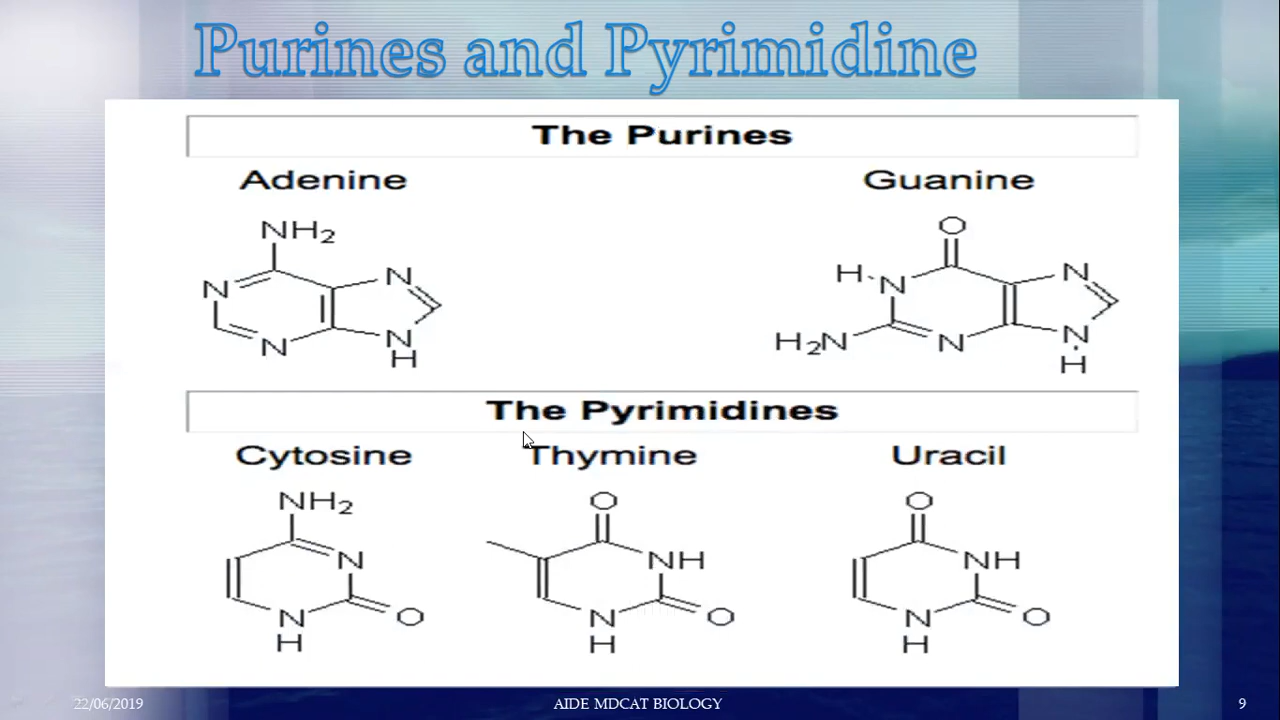 Purines and Pyrimidine
The Purines
Adenine Guanine
NH2 O
N N H N N
N N H2N N N
H H
The Pyrimidines
Cytosine Thymine Uracil
NH2 O O
N NH NH
N O N O N O
H H H
22/06/2019 AIDE MDCAT BIOLOGY 9